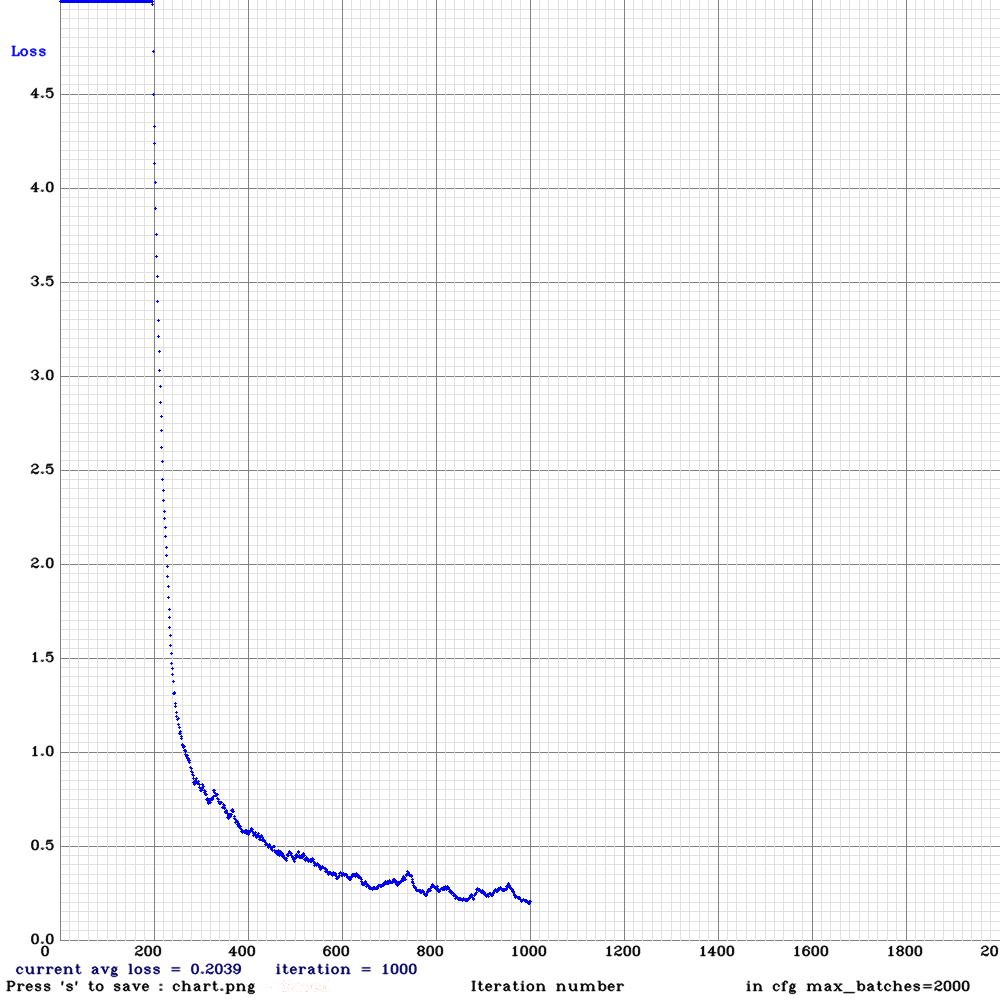 Loss
4.5
4.0
3.5
3.0
2.5
2.0
1.5
1.0
0.5
0.0
0 200 400 600 800 1000 1200 1400 1600 1800 20
current avg loss = 0.2039 iteration = 1000
Press 's' to save : chart.png Iteration number in cfg max_batches=2000